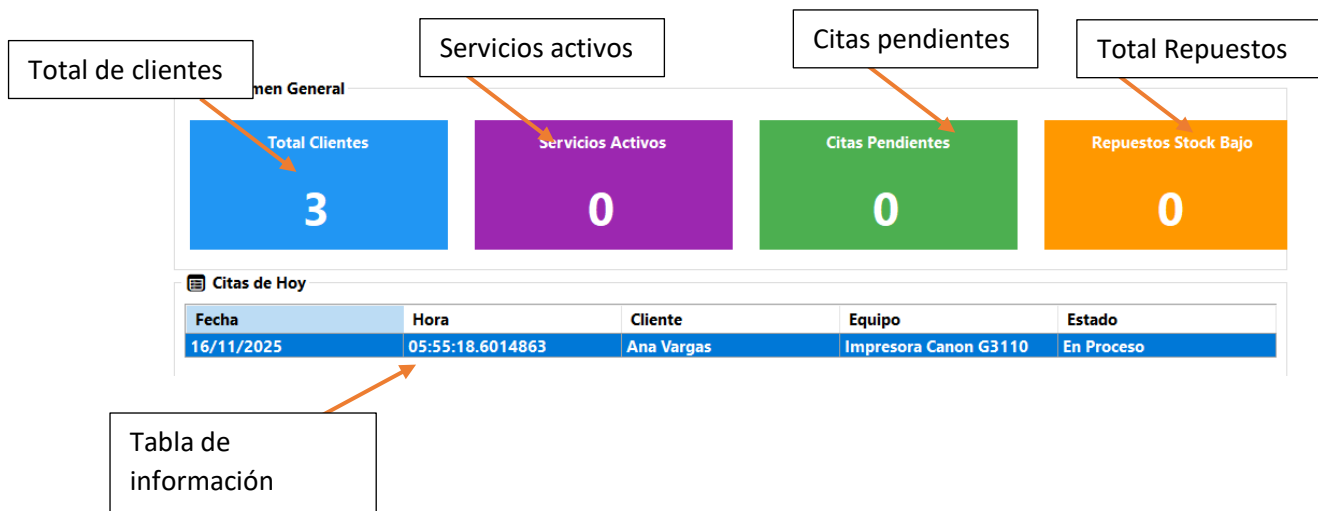 Total de clientes
Servicios activos
Citas pendientes
Total Repuestos
men General
Total Clientes
Servicios Activos
Citas Pendientes
Repuestos Stock Bajo
3
0
0
0
Citas de Hoy
Fecha Hora Cliente Equipo Estado
16/11/2025 05:55:18.6014863 Ana Vargas Impresora Canon G3110 En Proceso
Tabla de
información